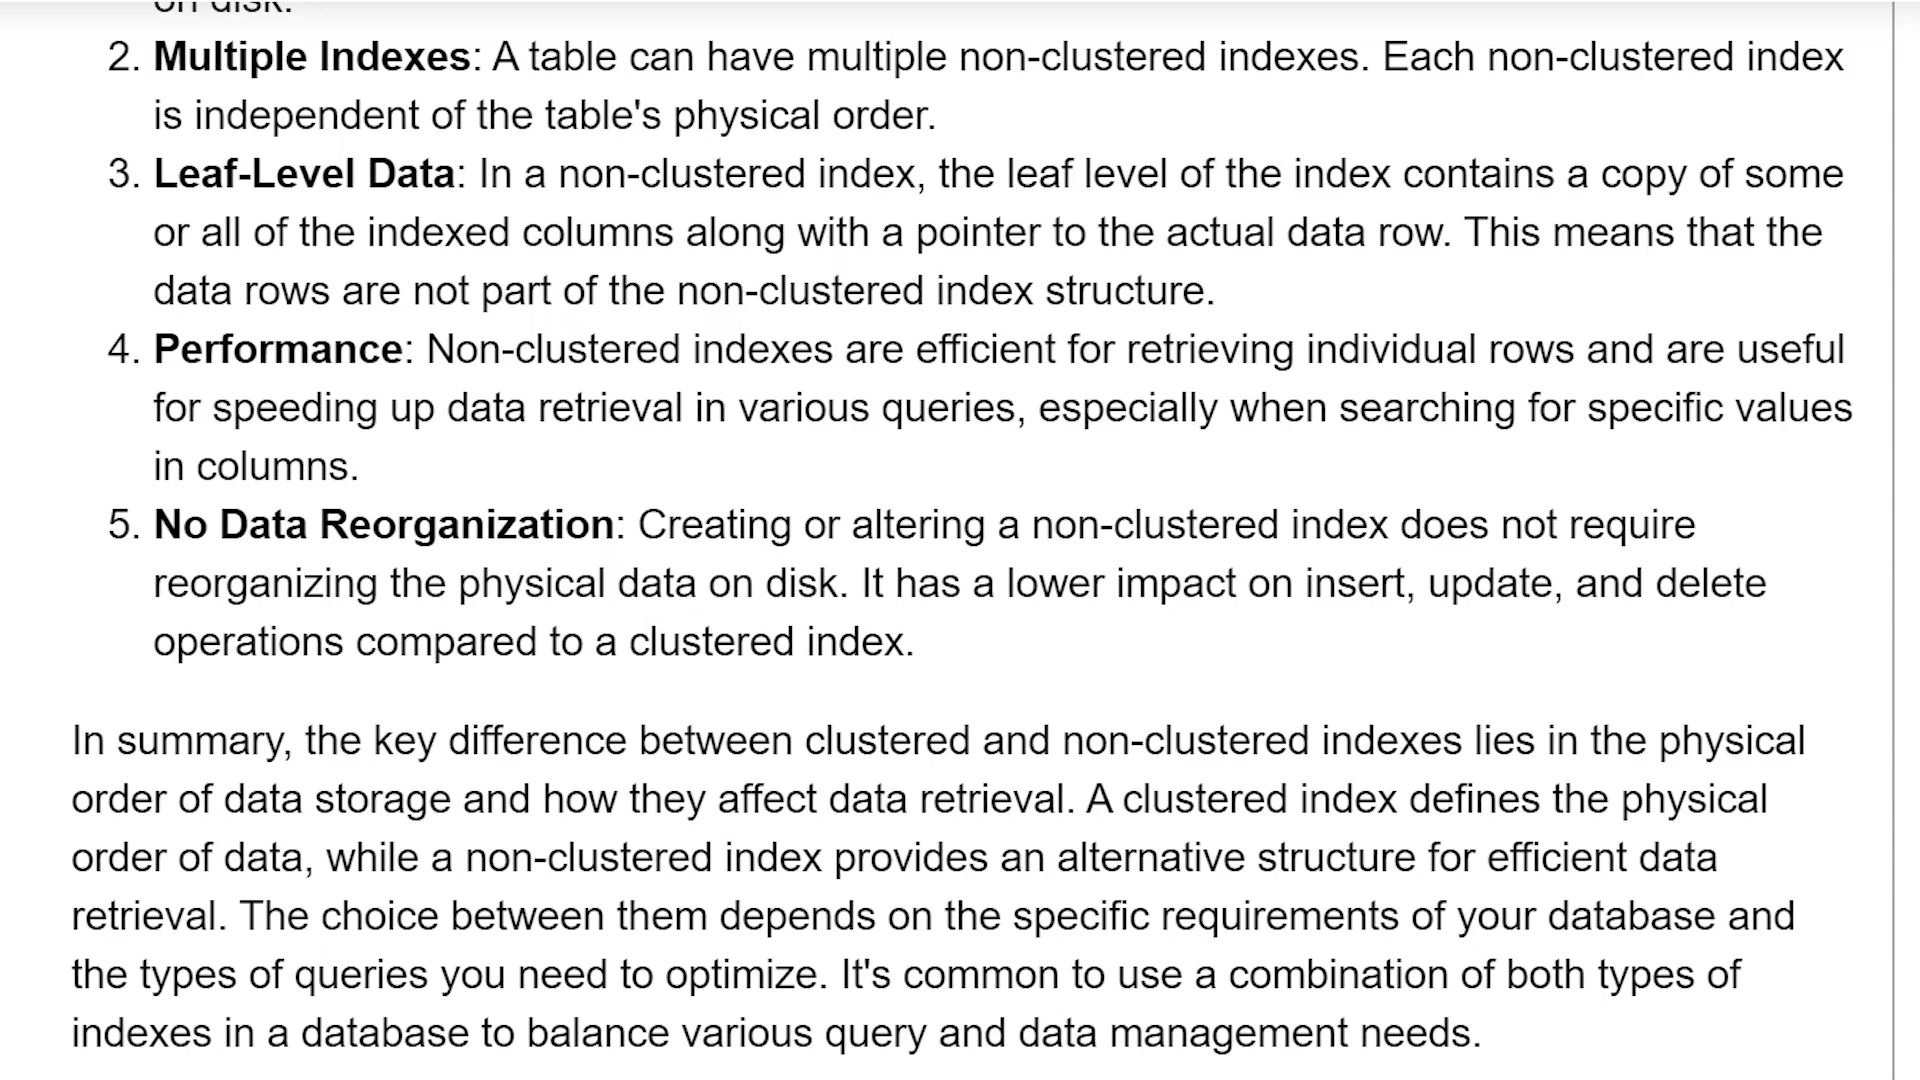 on disk.
2. Multiple Indexes: A table can have multiple non-clustered indexes. Each non-clustered index
is independent of the table's physical order.
3. Leaf-Level Data: In a non-clustered index, the leaf level of the index contains a copy of some
or all of the indexed columns along with a pointer to the actual data row. This means that the
data rows are not part of the non-clustered index structure.
4. Performance: Non-clustered indexes are efficient for retrieving individual rows and are useful
for speeding up data retrieval in various queries, especially when searching for specific values
in columns.
5. No Data Reorganization: Creating or altering a non-clustered index does not require
reorganizing the physical data on disk. It has a lower impact on insert, update, and delete
operations compared to a clustered index.
In summary, the key difference between clustered and non-clustered indexes lies in the physical
order of data storage and how they affect data retrieval. A clustered index defines the physical
order of data, while a non-clustered index provides an alternative structure for efficient data
retrieval. The choice between them depends on the specific requirements of your database and
the types of queries you need to optimize. It's common to use a combination of both types of
indexes in a database to balance various query and data management needs.